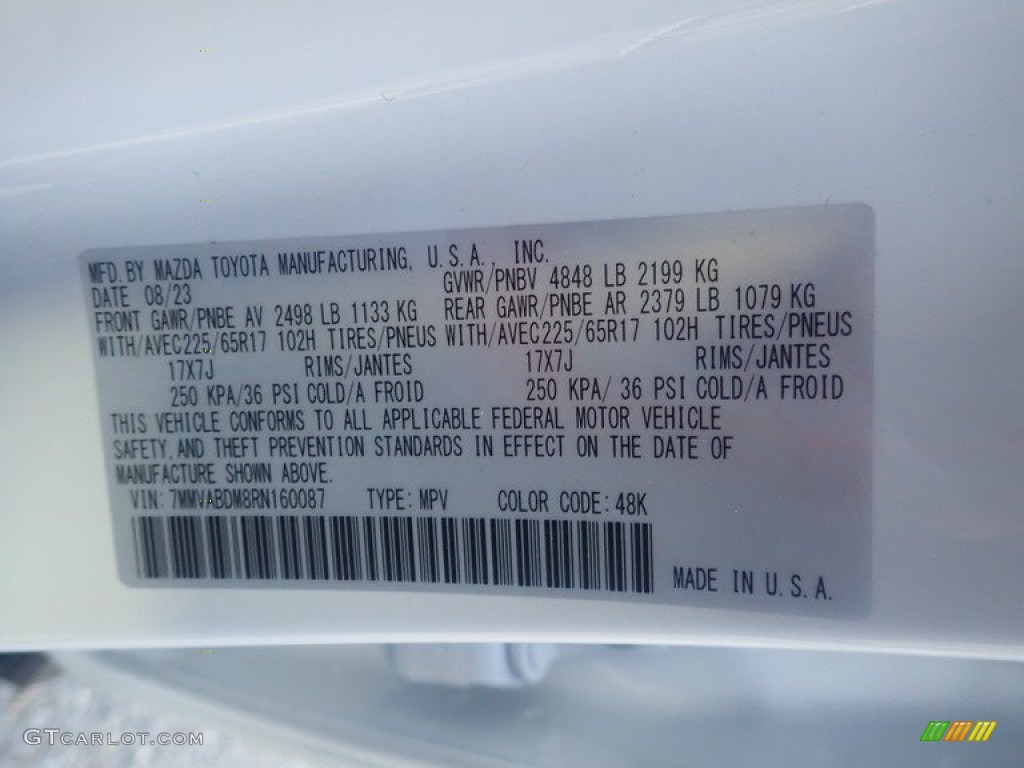 MFD. BY MAZDA TOYOTA MANUFACTURING, U.S.A. INC.
DATE 08/23 GVWR/PNBV 4848 LB 2199 KG
FRONT GAWR/PNBE AV 2498 LB 1133 KG REAR GAWR/PNBE AR 2379 LB 1079 KG
WITH/AVEC225/65R17 102H TIRES/PNEUS WITH/AVEC225/65R17 102H TIRES/PNEUS
17X7J RIMS/JANTES 17X7J RIMS/JANTES
250 KPA/36 PSI COLD/A FROID 250 KPA/ 36 PSI COLD/A FROID
THIS VEHICLE CONFORMS TO ALL APPLICABLE FEDERAL MOTOR VEHICLE
SAFETY, AND THEFT PREVENTION STANDARDS IN EFFECT ON THE DATE OF
MANUFACTURE SHOWN ABOVE.
VIN: 7MMVABDM8RN160087 TYPE: MPV COLOR CODE: 48K
MADE IN U.S.A.
GTCARLOT.COM